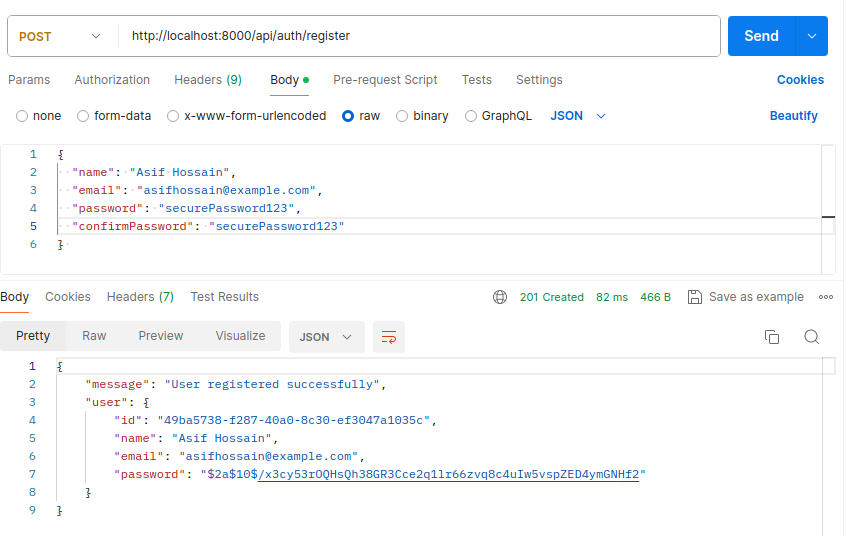 POST http://localhost:8000/api/auth/register Send
Params Authorization Headers (9) Body Pre-request Script Tests Settings Cookies
none form-data x-www-form-urlencoded raw binary GraphQL JSON Beautify
1 {
2 "name": "Asif Hossain",
3 "email": "asifhossain@example.com",
4 "password": "securePassword123",
5 "confirmPassword": "securePassword123"
6 }
Body Cookies Headers (7) Test Results 201 Created 82 ms 466 B Save as example
Pretty Raw Preview Visualize JSON
1 {
2 "message": "User registered successfully",
3 "user": {
4 "id": "49ba5738-f287-40a0-8c30-ef3047a1035c",
5 "name": "Asif Hossain",
6 "email": "asifhossain@example.com",
7 "password": "$2a$10$/x3cy53rOQHsQh38GR3Cce2q1lr66zvq8c4uIw5vspZED4ymGNHf2"
8 }
9 }